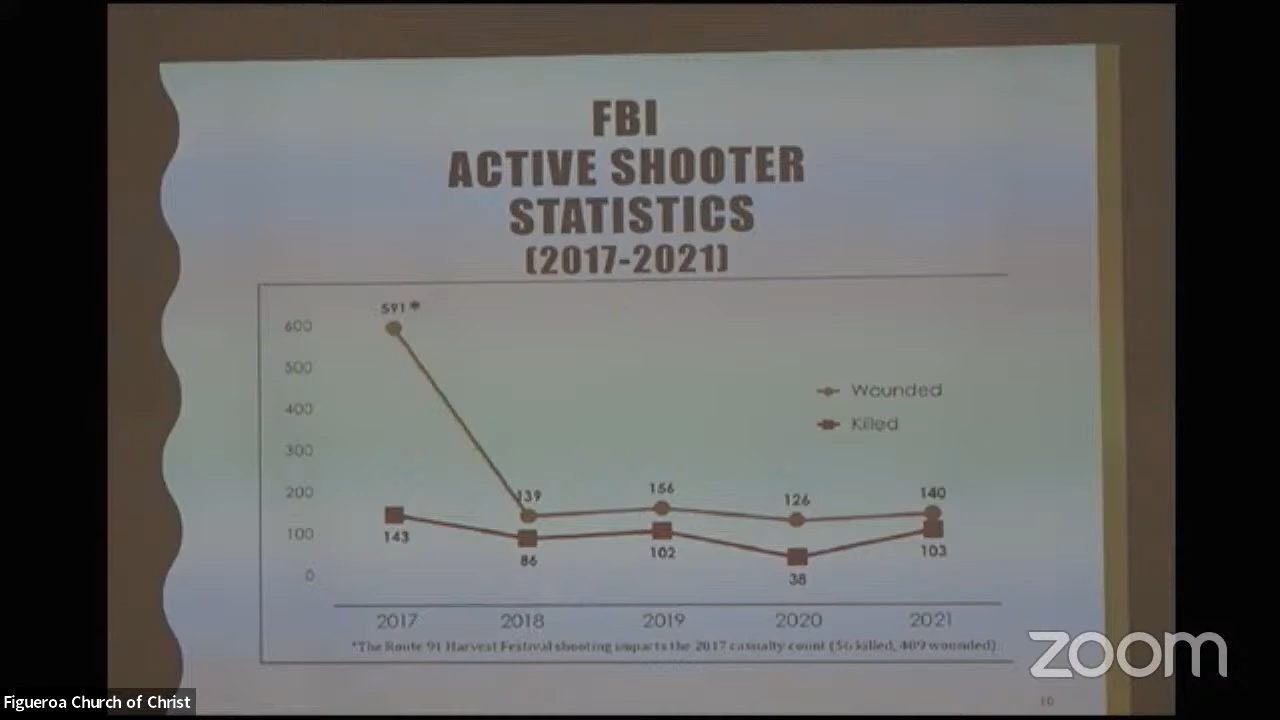 FBI
ACTIVE SHOOTER
STATISTICS
(2017-2021)
591*
600
500
400
300
200
100
0
Wounded
Killed
139
156
126
140
143
86
102
38
103
2017 2018 2019 2020 2021
*The Route 91 Harvest Festival shooting impacts the 2017 casualty count (56 killed, 409 wounded)
10
zoom
Figueroa Church of Christ